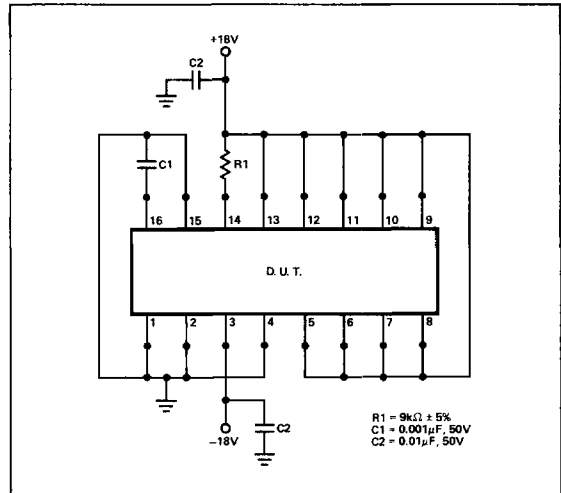 +18V
C2
C1
R1
16 15 14 13 12 11 10 9
D.U.T.
1 2 3 4 5 6 7 8
-18V
C2
R1 = 9kΩ ± 5%
C1 = 0.001μF, 50V
C2 = 0.01μF, 50V